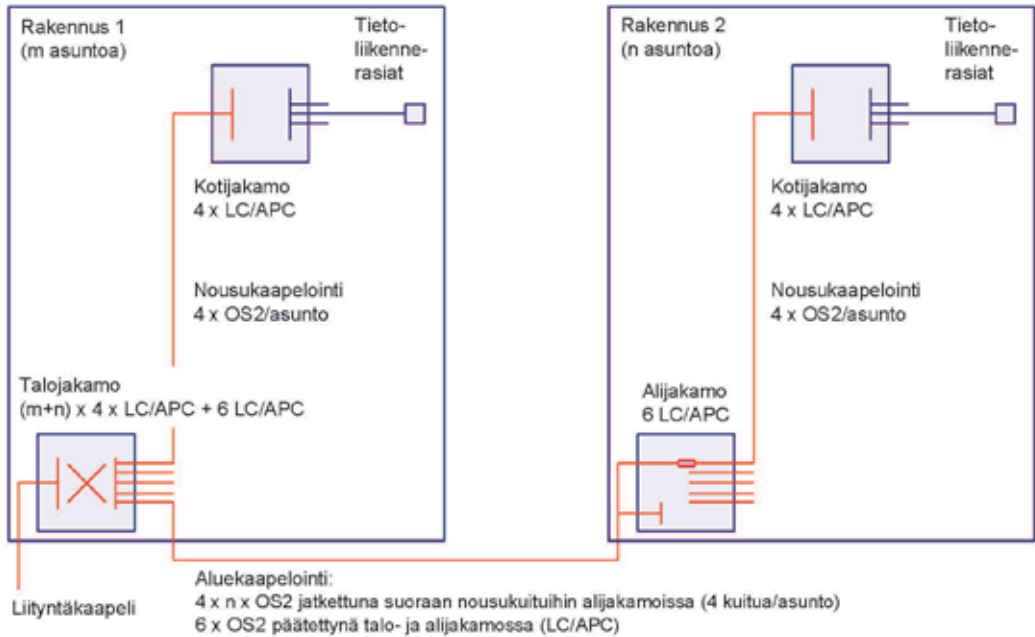 Rakennus 1
(m asuntoa)
Tieto-
liikenne-
rasiat
Kotijakamo
4 x LC/APC
Nousukaapelointi
4 x OS2/asunto
Talojakamo
(m+n) x 4 x LC/APC + 6 LC/APC
Liityntäkaapeli
Rakennus 2
(n asuntoa)
Tieto-
liikenne-
rasiat
Kotijakamo
4 x LC/APC
Nousukaapelointi
4 x OS2/asunto
Alijakamo
6 LC/APC
Aluekaapelointi:
4 x n x OS2 jatkettuna suoraan nousukuituihin alijakamoissa (4 kuitua/asunto)
6 x OS2 päätettynä talo- ja alijakamossa (LC/APC)